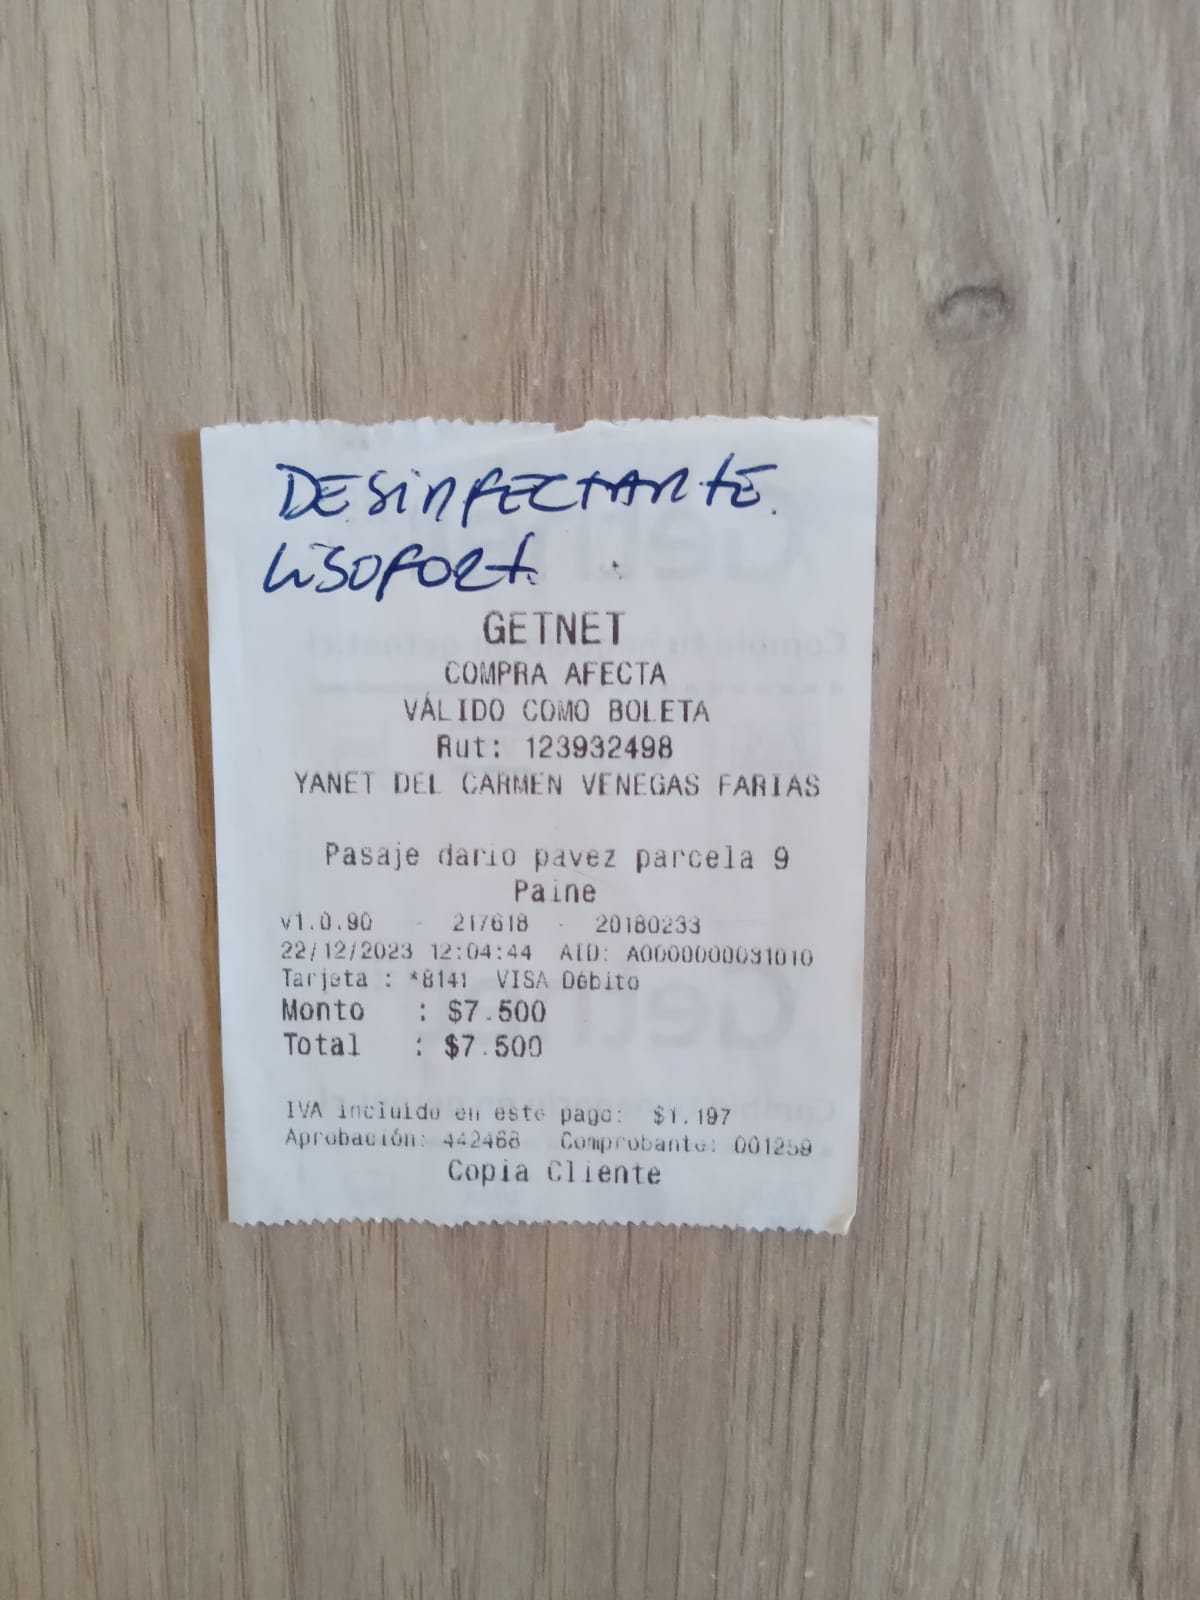 DESINFECTANTE.
LISOFORT.
GETNET
COMPRA AFECTA
VÁLIDO COMO BOLETA
Rut: 123932498
YANET DEL CARMEN VENEGAS FARIAS
Pasaje dario pavez parcela 9
Paine
v1.0.90 - 217618 - 20180233
22/12/2023 12:04:44 AID: A0000000031010
Tarjeta : *8141 VISA Débito
Monto : $7.500
Total : $7.500
IVA incluido en este pago: $1.197
Aprobación: 442468 Comprobante: 001259
Copia Cliente